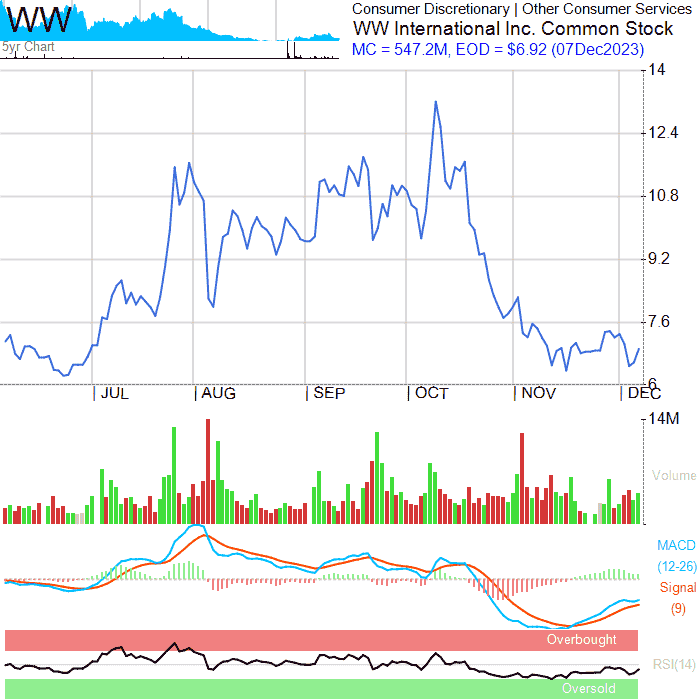 WW
5yr Chart
Consumer Discretionary | Other Consumer Services
WW International Inc. Common Stock
MC = 547.2M, EOD = $6.92 (07Dec2023)
14
12.4
10.8
9.2
7.6
6
JUL
AUG
SEP
OCT
NOV
DEC
14M
Volume
MACD
(12-26)
Signal
(9)
Overbought
RSI(14)
Oversold